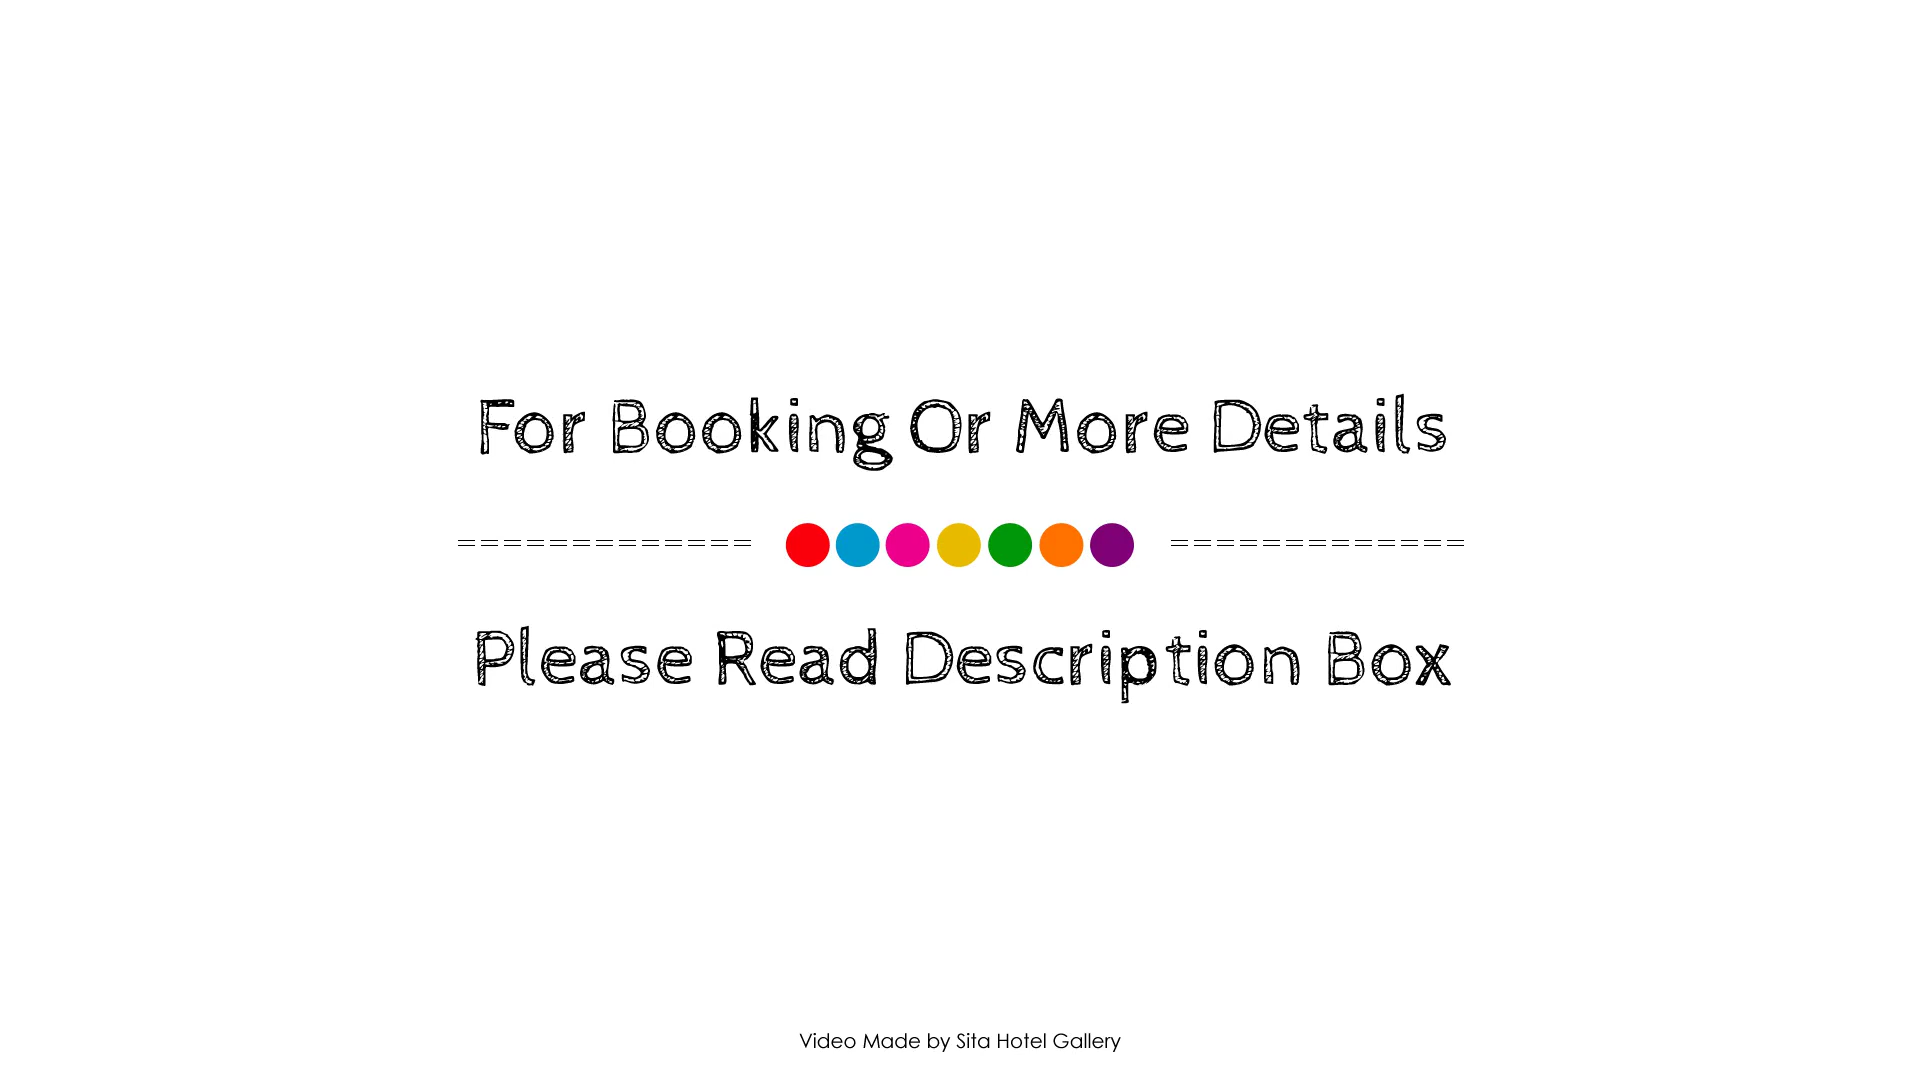 For Booking Or More Details
============= =============
Please Read Description Box
Video Made by Sita Hotel Gallery